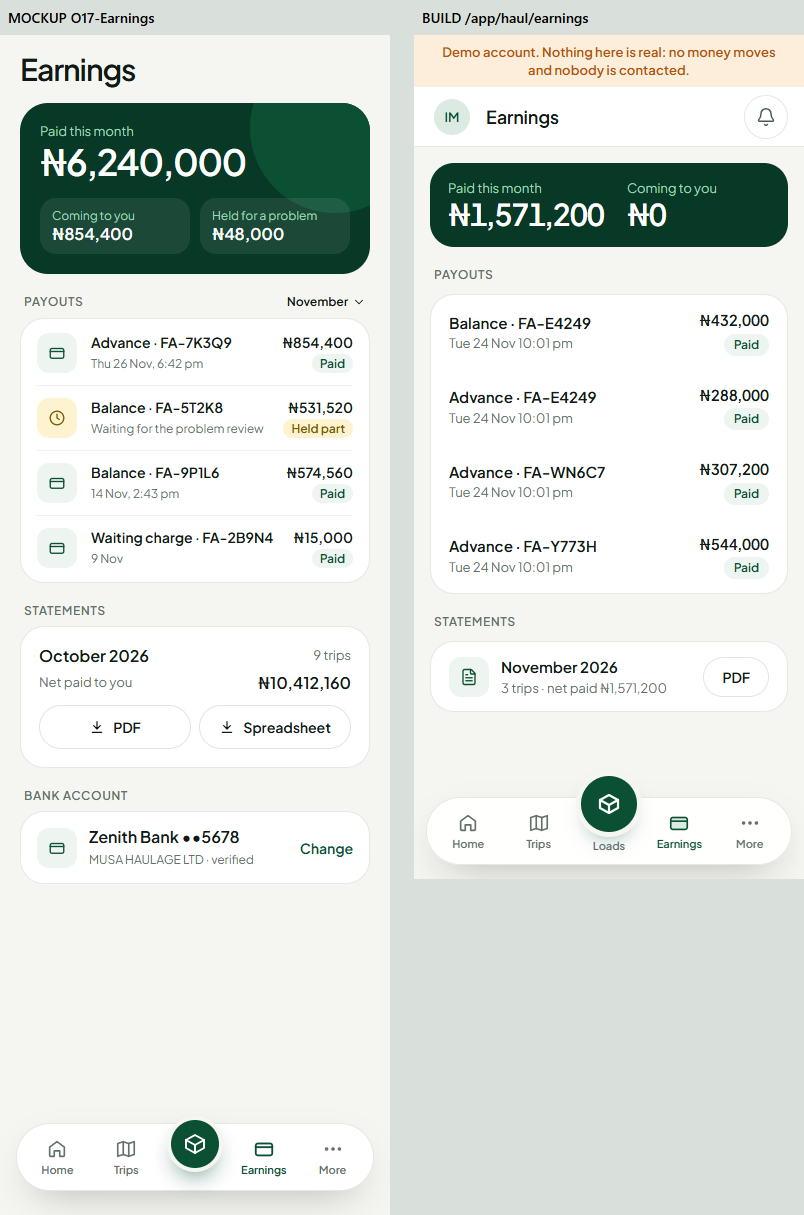 MOCKUP O17-Earnings
Earnings
Paid this month
₦6,240,000
Coming to you
₦854,400
Held for a problem
₦48,000
PAYOUTS
November
Advance · FA-7K3Q9
₦854,400
Thu 26 Nov, 6:42 pm
Paid
Balance · FA-5T2K8
₦531,520
Waiting for the problem review
Held part
Balance · FA-9P1L6
₦574,560
14 Nov, 2:43 pm
Paid
Waiting charge · FA-2B9N4
₦15,000
9 Nov
Paid
STATEMENTS
October 2026
9 trips
Net paid to you
₦10,412,160
PDF
Spreadsheet
BANK ACCOUNT
Zenith Bank ••5678
MUSA HAULAGE LTD · verified
Change
Home
Trips
Earnings
More
BUILD /app/haul/earnings
Demo account. Nothing here is real: no money moves
and nobody is contacted.
IM
Earnings
Paid this month
₦1,571,200
Coming to you
₦0
PAYOUTS
Balance · FA-E4249
₦432,000
Tue 24 Nov 10:01 pm
Paid
Advance · FA-E4249
₦288,000
Tue 24 Nov 10:01 pm
Paid
Advance · FA-WN6C7
₦307,200
Tue 24 Nov 10:01 pm
Paid
Advance · FA-Y773H
₦544,000
Tue 24 Nov 10:01 pm
Paid
STATEMENTS
November 2026
3 trips · net paid ₦1,571,200
PDF
Home
Trips
Loads
Earnings
More